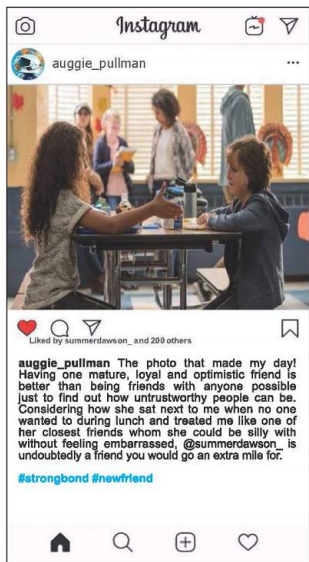 Instagram
auggie_pullman
Liked by summerdawson_ and 200 others
auggie_pullman The photo that made my day!
Having one mature, loyal and optimistic friend is
better than being friends with anyone possible
just to find out how untrustworthy people can be.
Considering how she sat next to me when no one
wanted to during lunch and treated me like one of
her closest friends whom she could be silly with
without feeling embarrassed, @summerdawson_ is
undoubtedly a friend you would go an extra mile for.
#strongbond #newfriend